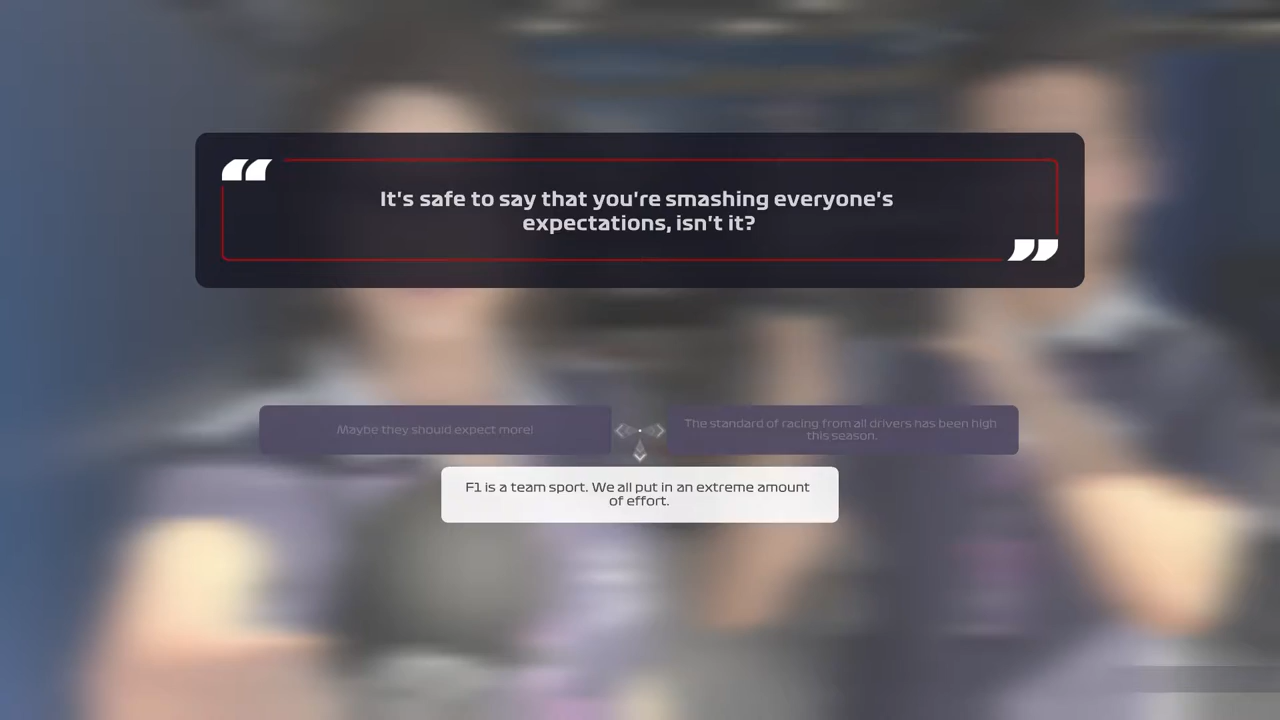 It's safe to say that you're smashing everyone's
expectations, isn't it?
Maybe they should expect more!
The standard of racing from all drivers has been high
this season.
F1 is a team sport. We all put in an extreme amount
of effort.